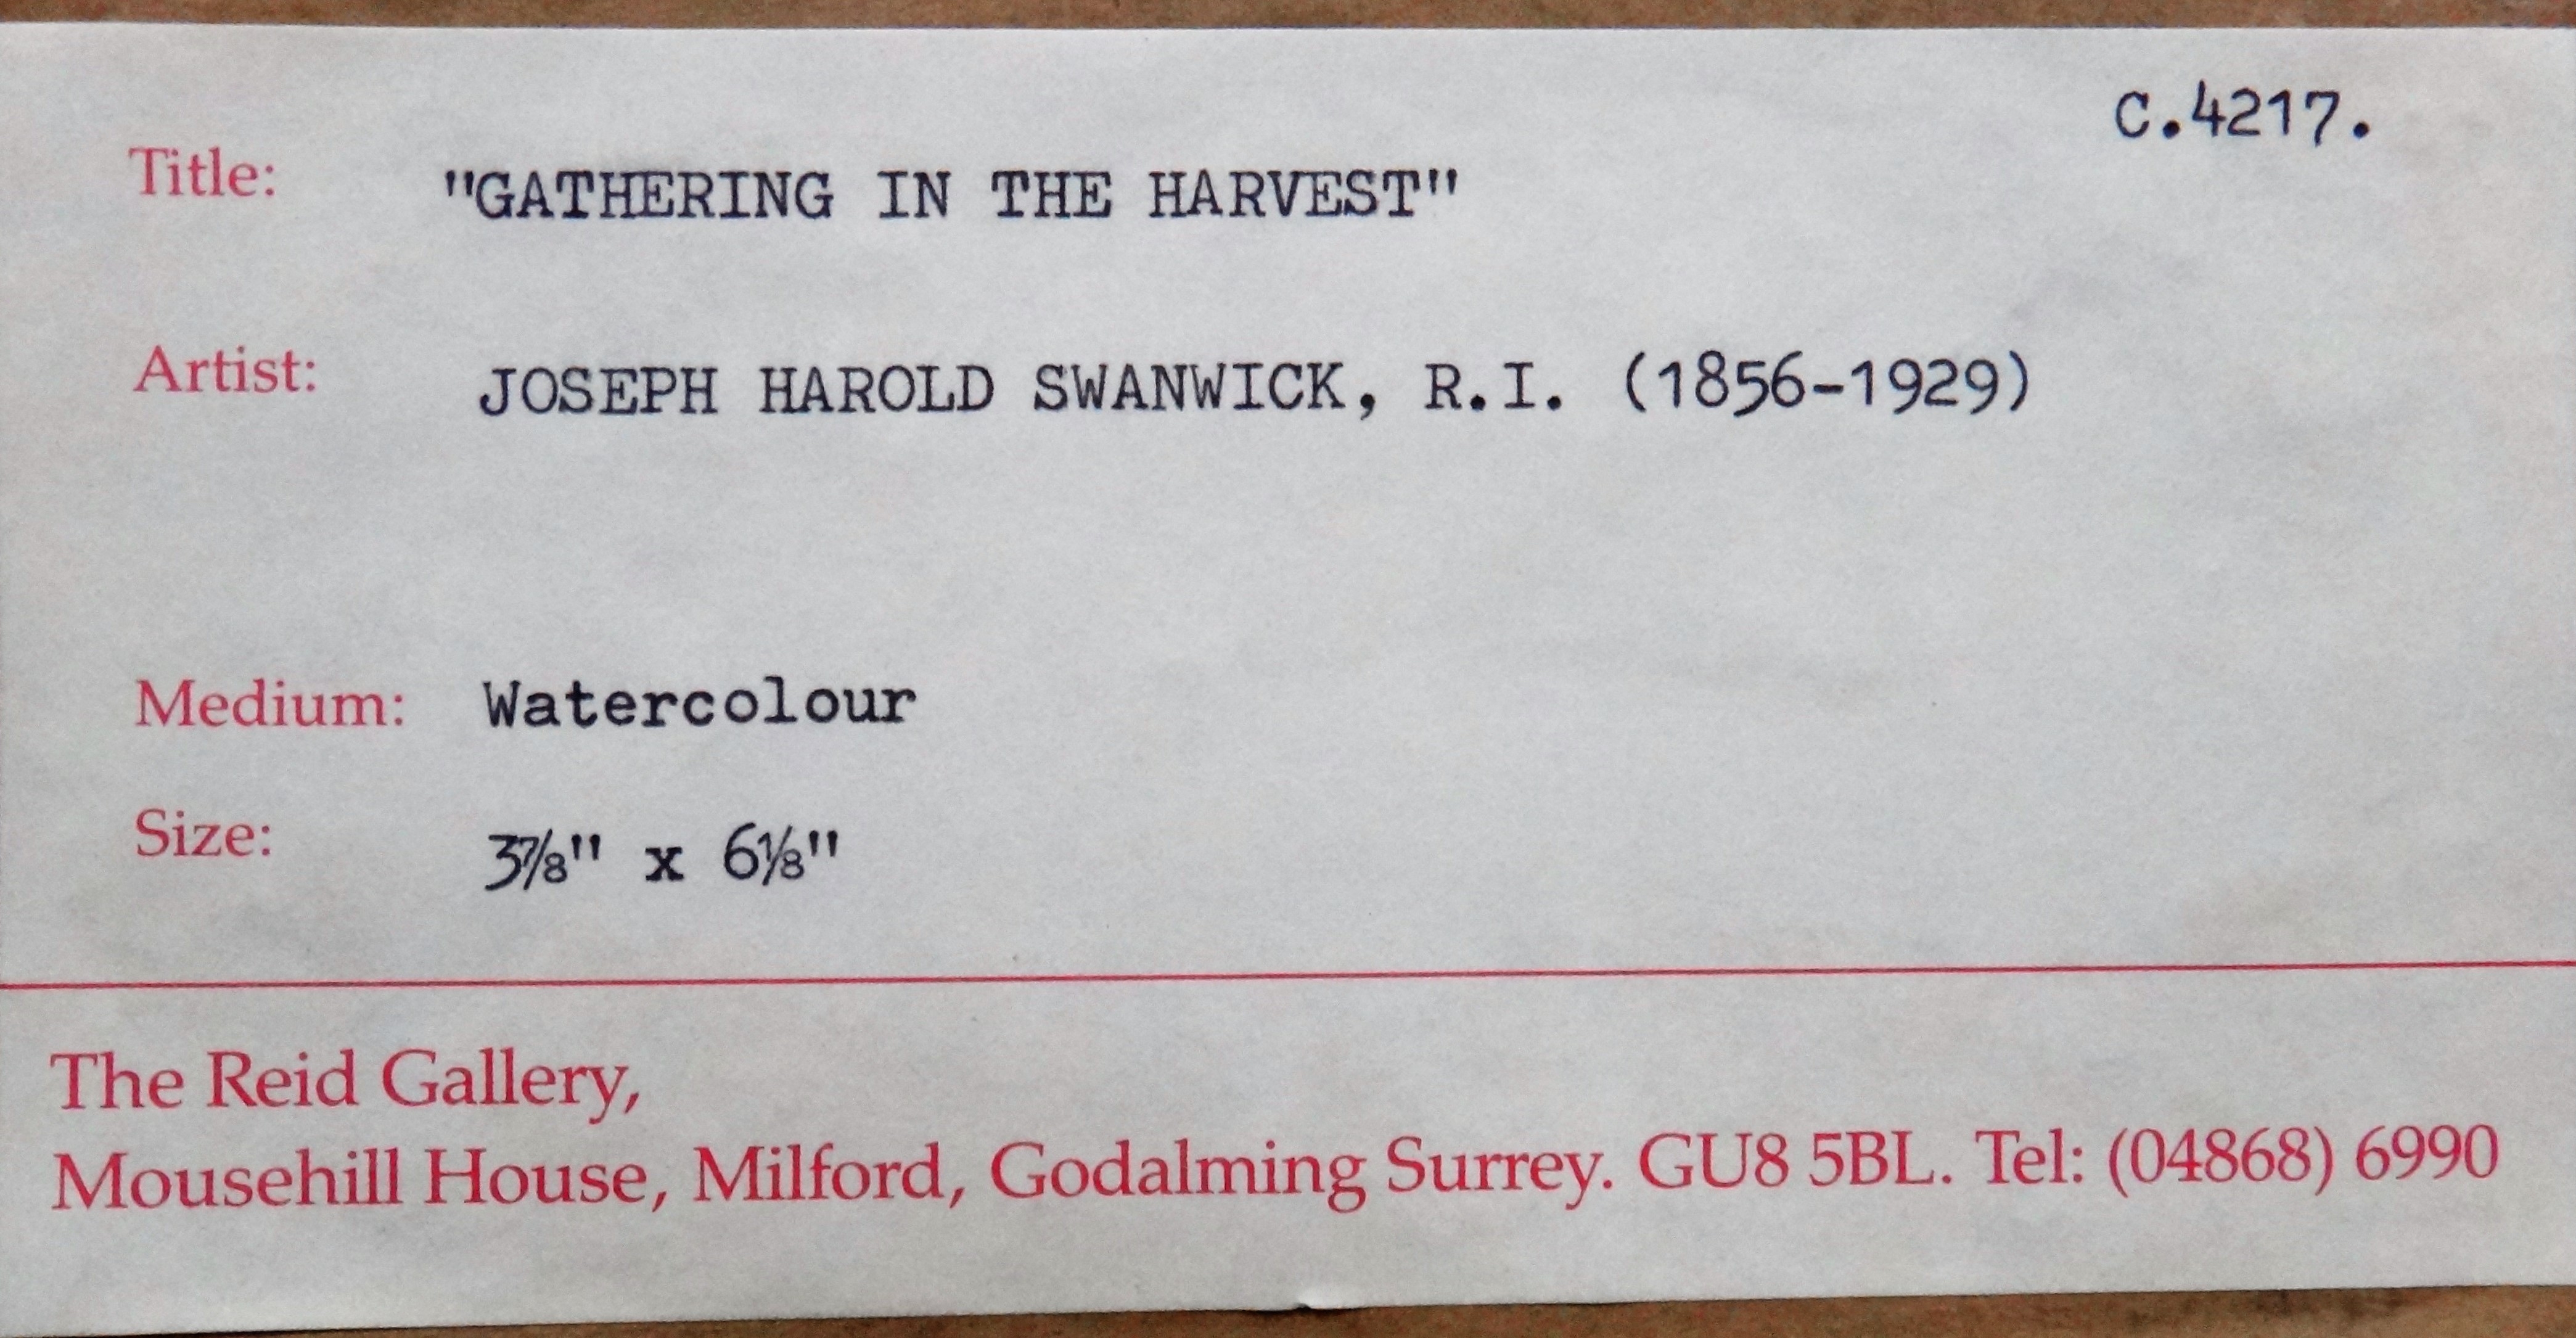 C.4217.
Title: "GATHERING IN THE HARVEST"
Artist: JOSEPH HAROLD SWANWICK, R.I. (1856-1929)
Medium: Watercolour
Size: 3⅞" x 6⅛"
The Reid Gallery,
Mousehill House, Milford, Godalming Surrey. GU8 5BL. Tel: (04868) 6990